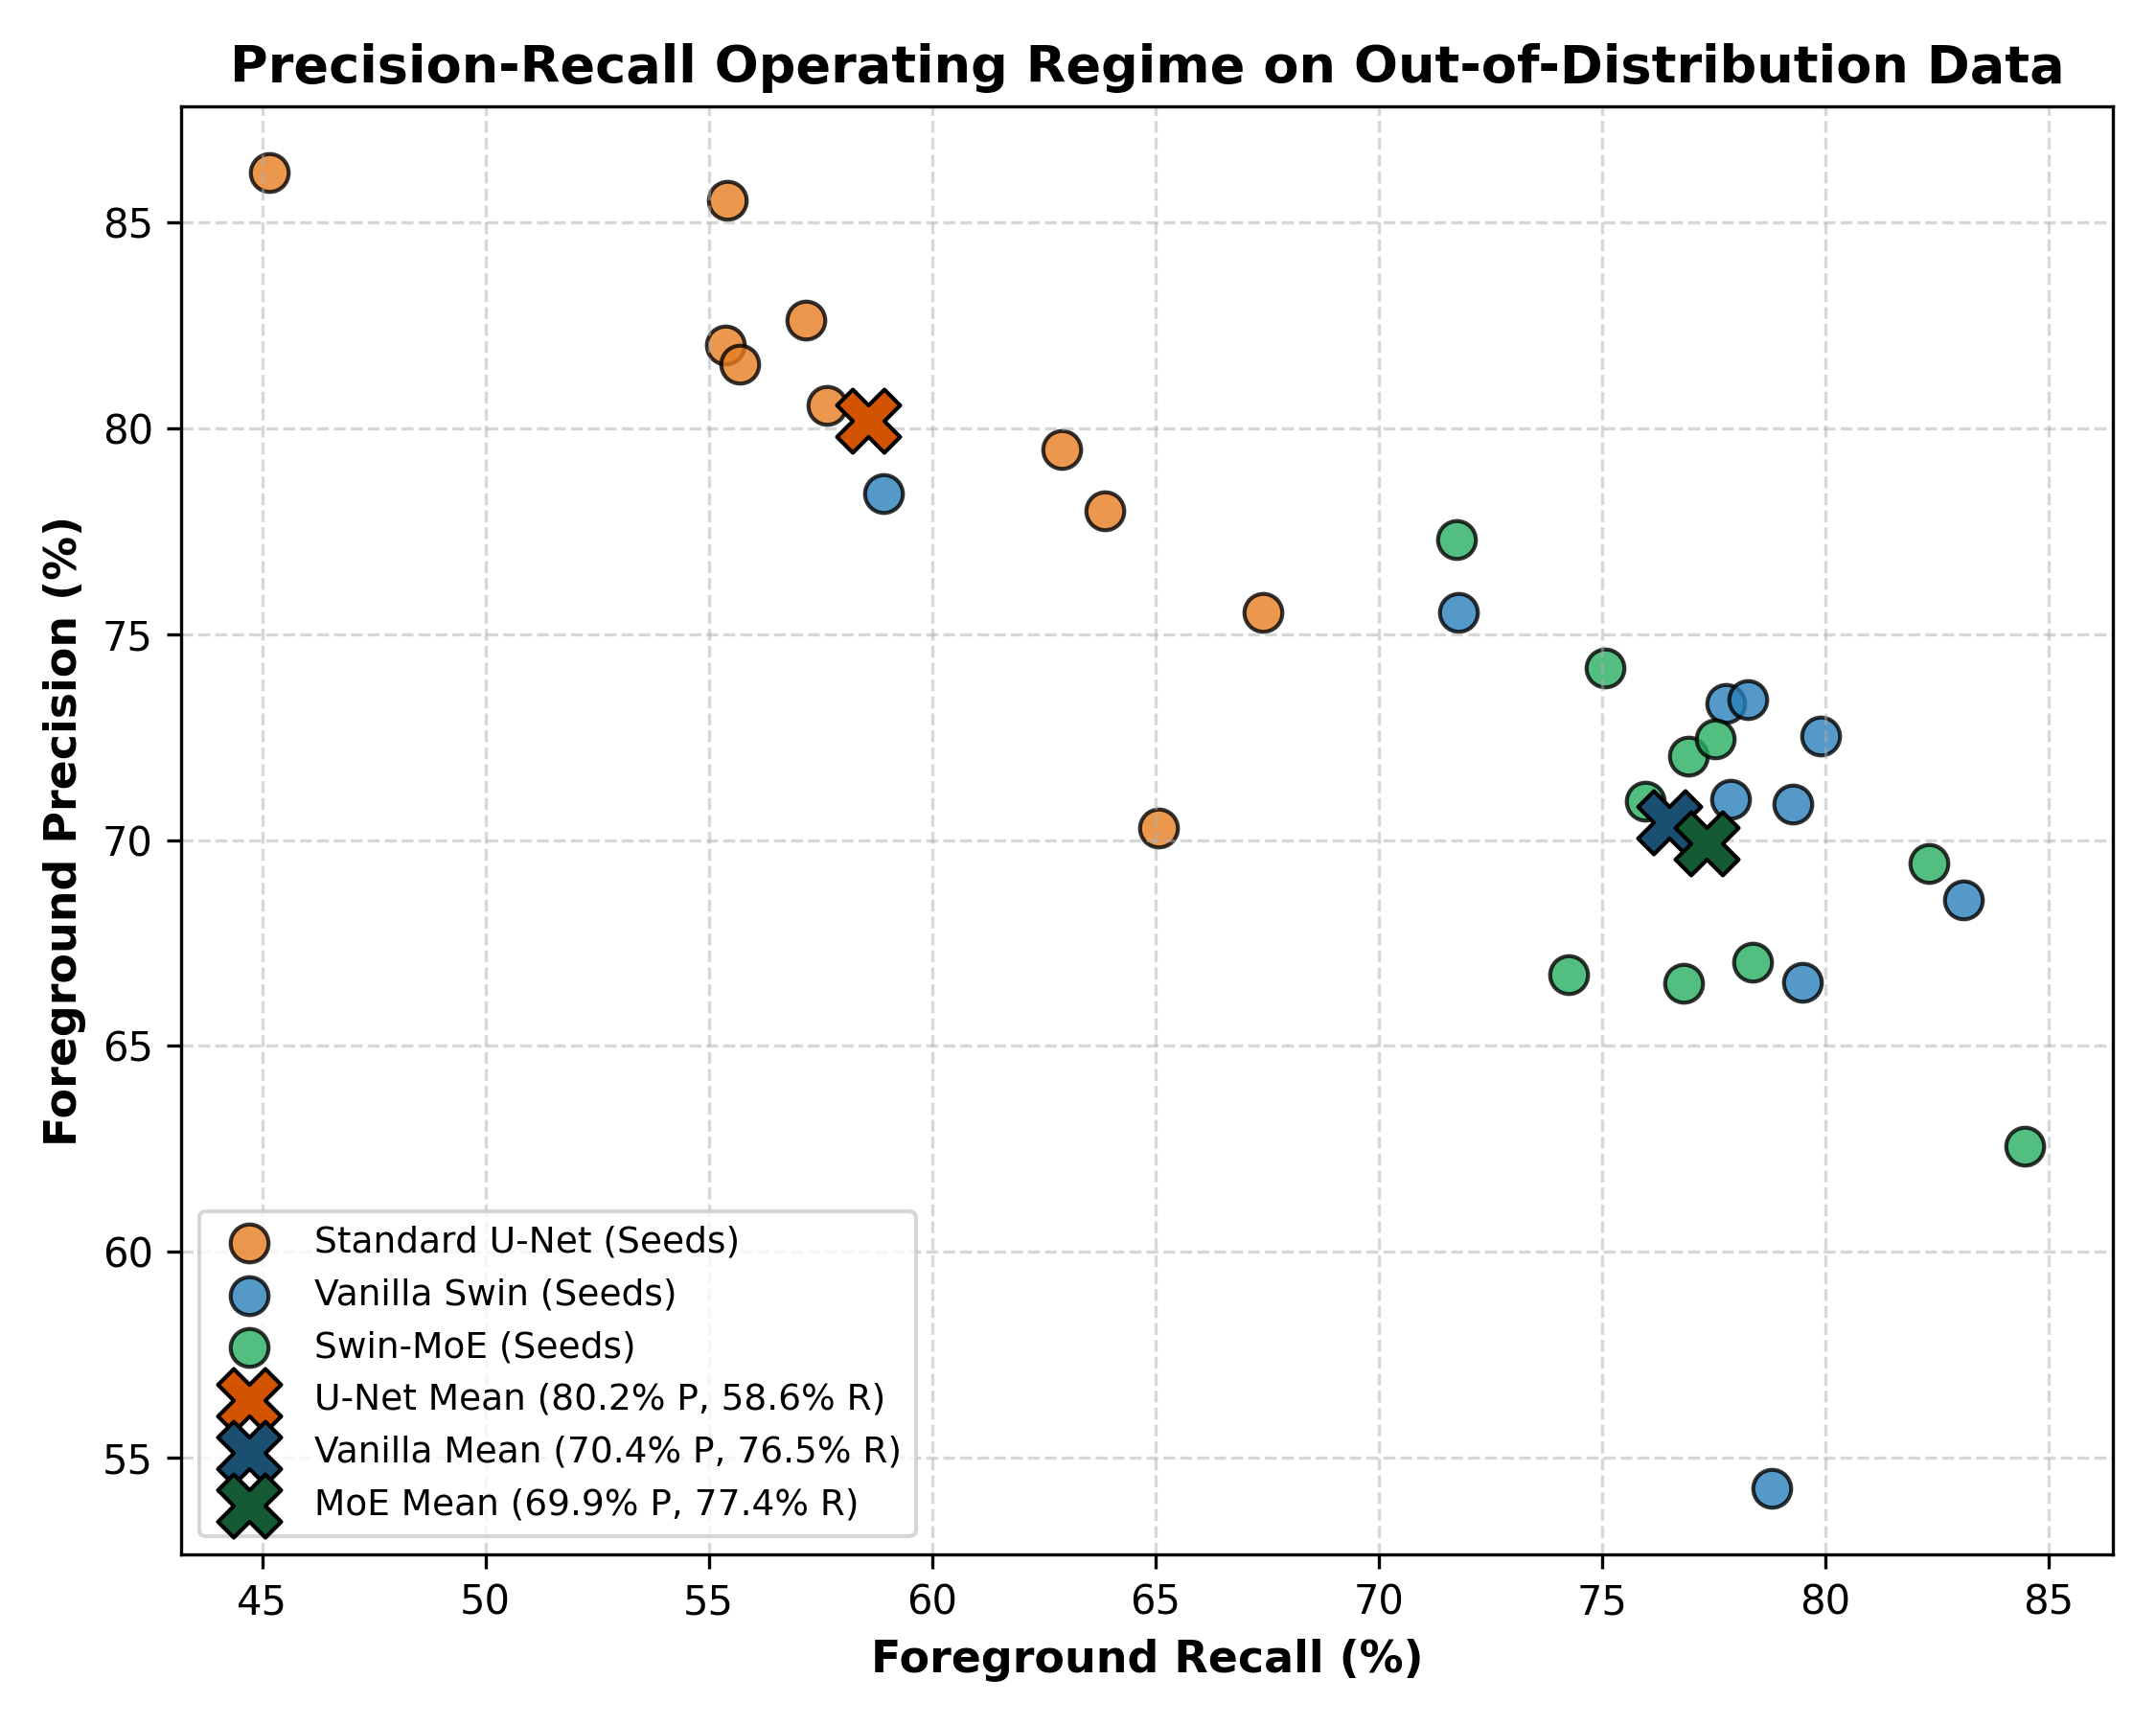 Precision-Recall Operating Regime on Out-of-Distribution Data
Foreground Precision (%)
85
80
75
70
65
60
55
Standard U-Net (Seeds)
Vanilla Swin (Seeds)
Swin-MoE (Seeds)
U-Net Mean (80.2% P, 58.6% R)
Vanilla Mean (70.4% P, 76.5% R)
MoE Mean (69.9% P, 77.4% R)
45 50 55 60 65 70 75 80 85
Foreground Recall (%)